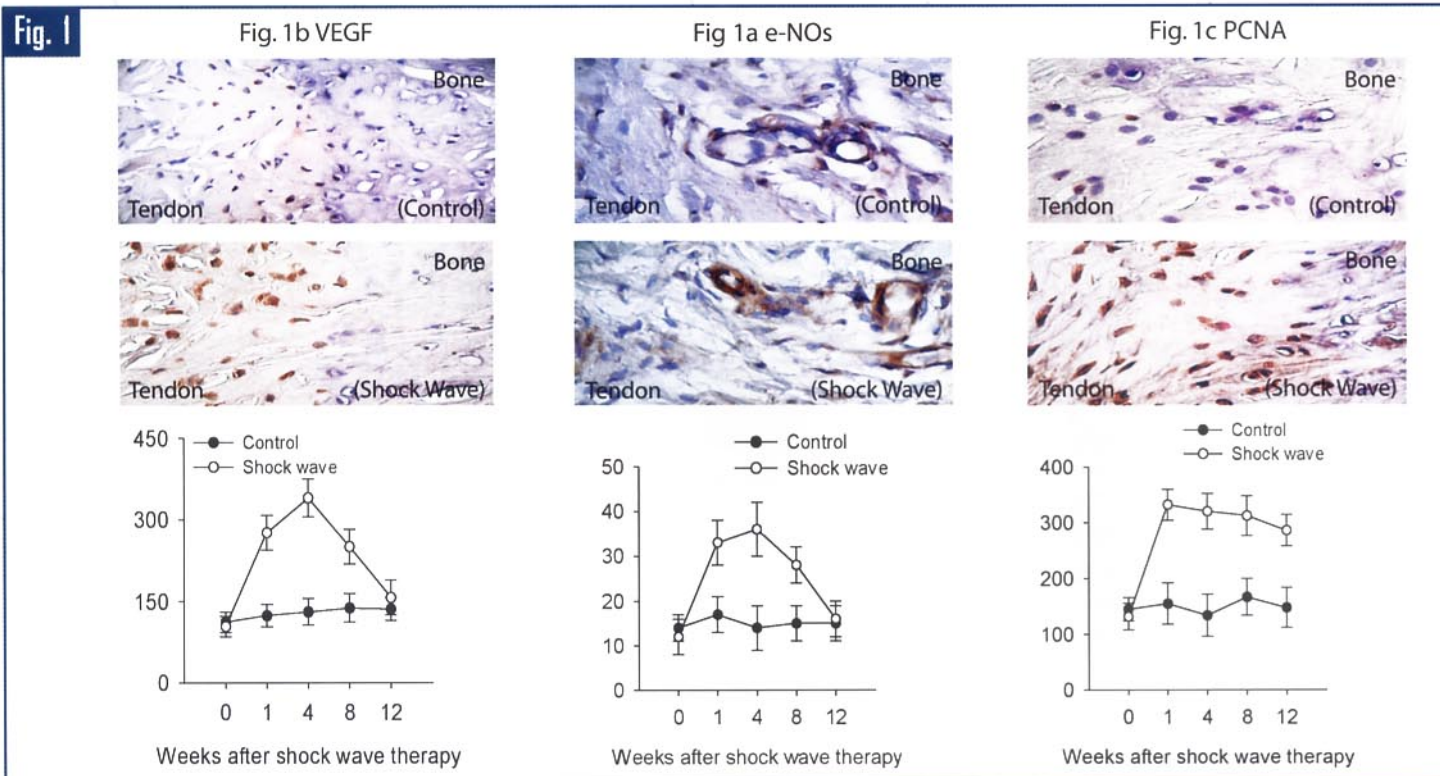 Fig. 1
Fig. 1b VEGF
Bone
Tendon (Control)
Bone
Tendon (Shock Wave)
Control
Shock wave
450
300
150
0
0 1 4 8 12
Weeks after shock wave therapy
Fig 1a e-NOs
Bone
Tendon (Control)
Bone
Tendon (Shock Wave)
Control
Shock wave
50
40
30
20
10
0
0 1 4 8 12
Weeks after shock wave therapy
Fig. 1c PCNA
Bone
Tendon (Control)
Bone
Tendon (Shock Wave)
Control
Shock wave
400
300
200
100
0
0 1 4 8 12
Weeks after shock wave therapy